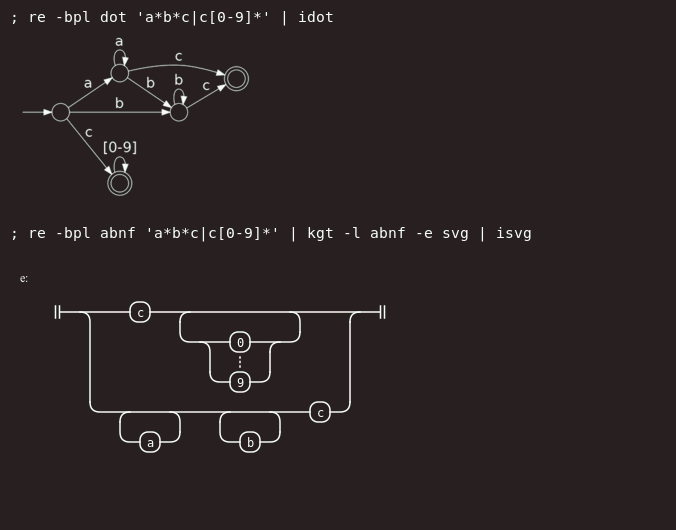 ; re -bpl dot 'a*b*c|c[0-9]*' | idot
a
c
a
b
b
c
b
c
[0-9]
; re -bpl abnf 'a*b*c|c[0-9]*' | kgt -l abnf -e svg | isvg
e:
c
0
9
c
a
b